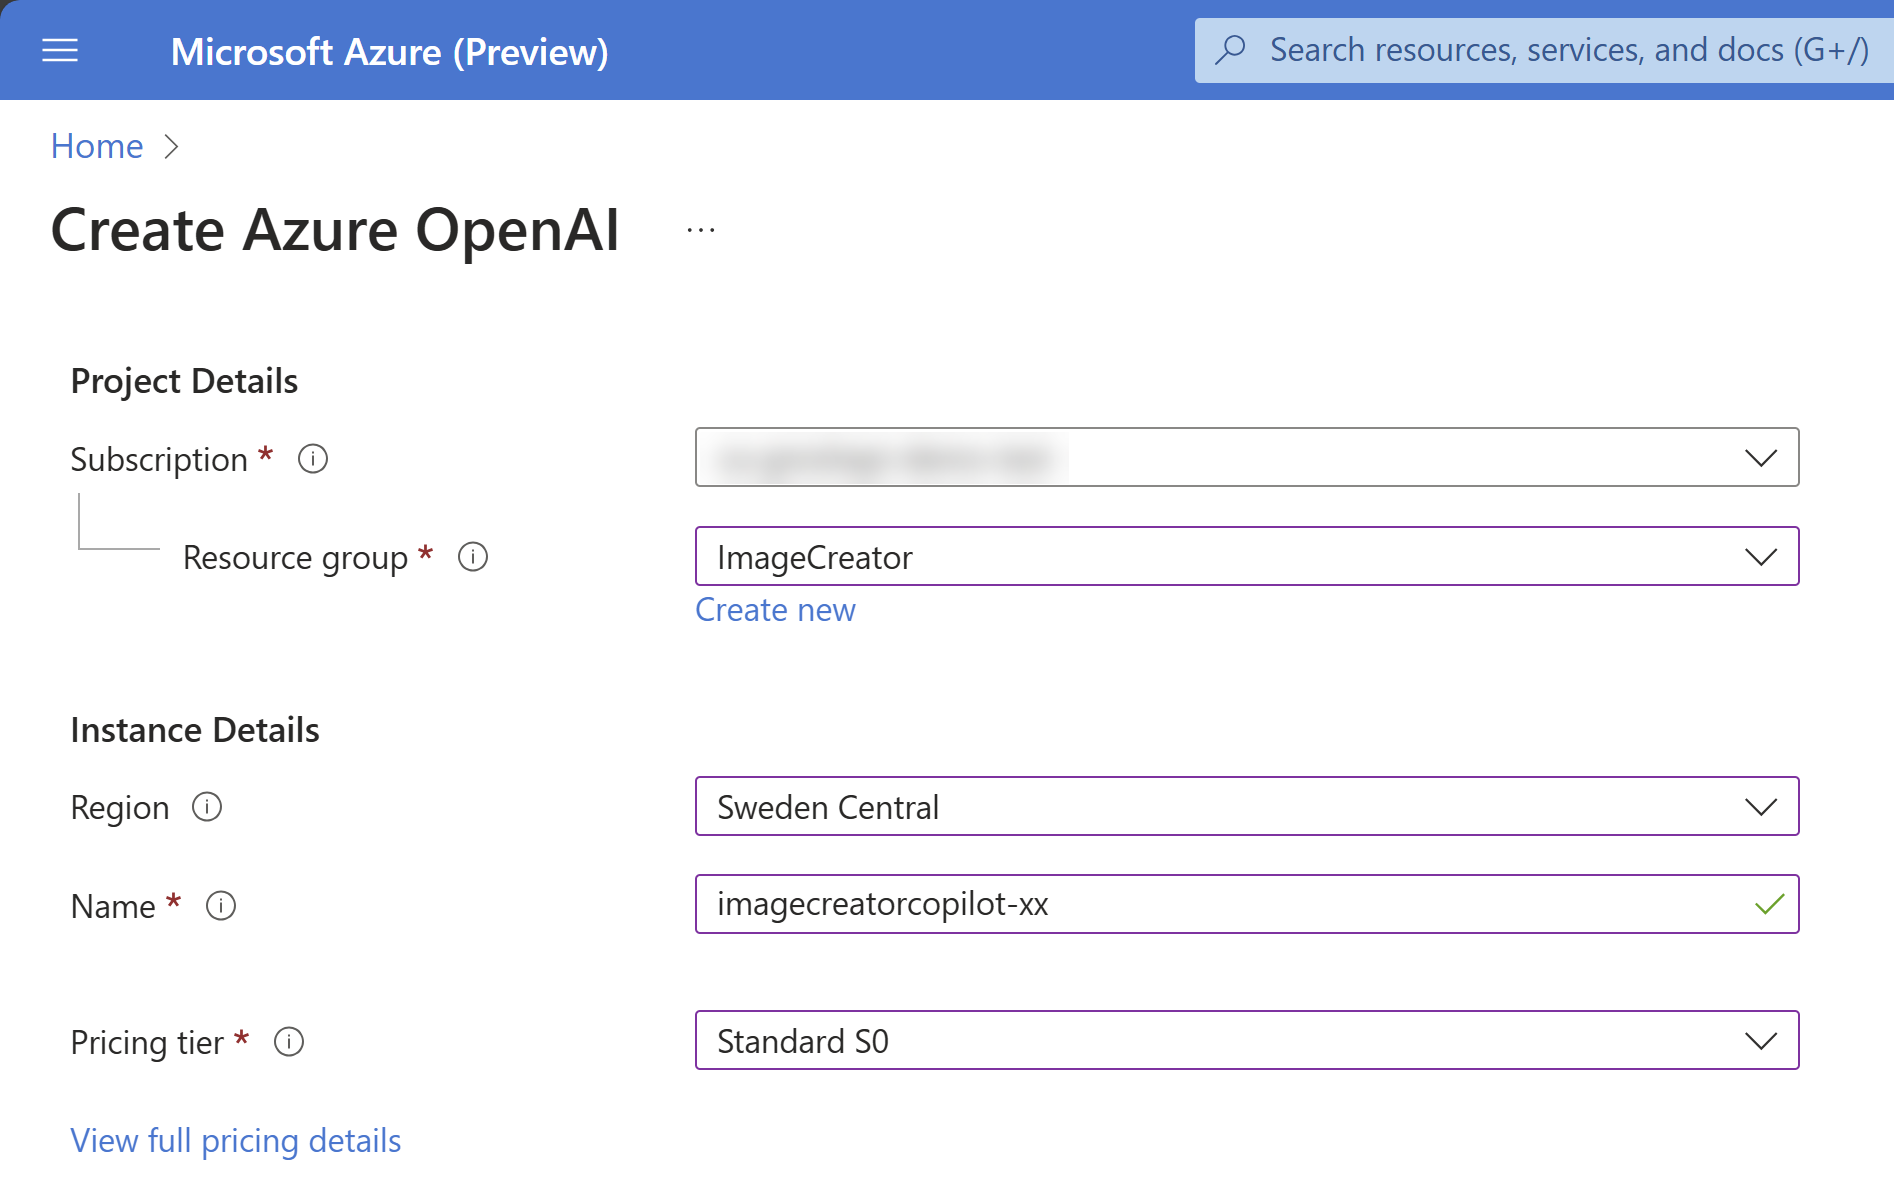 Microsoft Azure (Preview)
Search resources, services, and docs (G+/)
Home
Create Azure OpenAI
...
Project Details
Subscription *
Resource group *
ImageCreator
Create new
Instance Details
Region
Sweden Central
Name *
imagecreatorcopilot-xx
Pricing tier *
Standard S0
View full pricing details